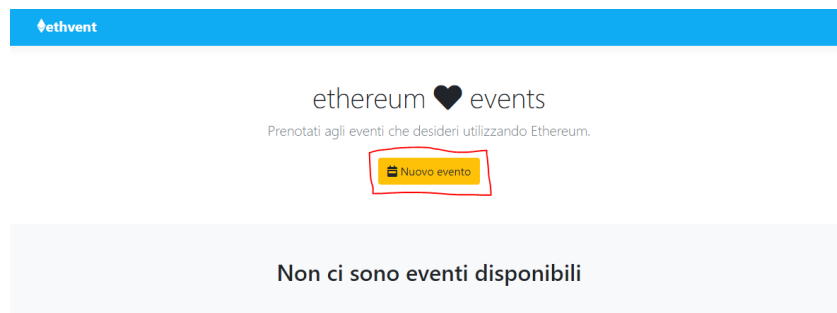 ethvent
ethereum events
Prenotati agli eventi che desideri utilizzando Ethereum.
Nuovo evento
Non ci sono eventi disponibili